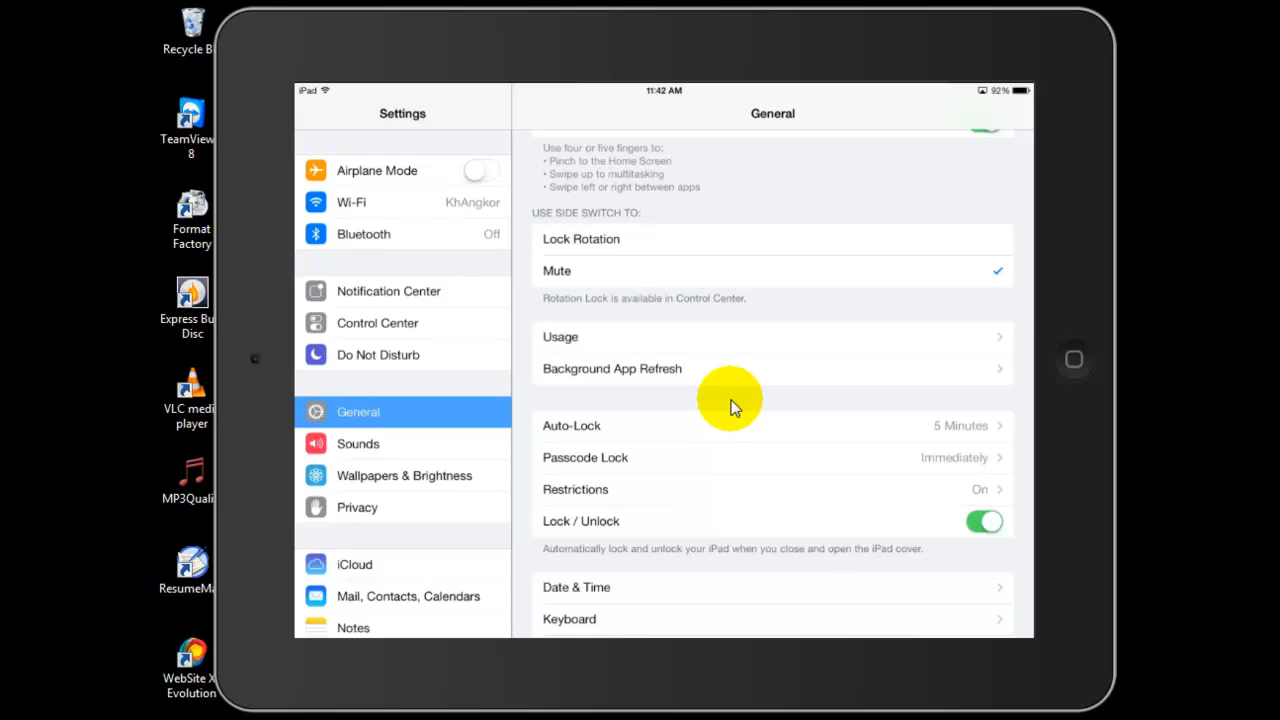 Recycle B
TeamView
8
Format
Factory
Express Bu
Disc
VLC medi
player
MP3Quali
ResumeMa
WebSite X
Evolution
iPad
11:42 AM
92%
Settings
General
Airplane Mode
Wi-Fi KhAngkor
Bluetooth Off
Notification Center
Control Center
Do Not Disturb
General
Sounds
Wallpapers & Brightness
Privacy
iCloud
Mail, Contacts, Calendars
Notes
Use four or five fingers to:
• Pinch to the Home Screen
• Swipe up to multitasking
• Swipe left or right between apps
USE SIDE SWITCH TO:
Lock Rotation
Mute
Rotation Lock is available in Control Center.
Usage
Background App Refresh
Auto-Lock 5 Minutes
Passcode Lock Immediately
Restrictions On
Lock / Unlock
Automatically lock and unlock your iPad when you close and open the iPad cover.
Date & Time
Keyboard